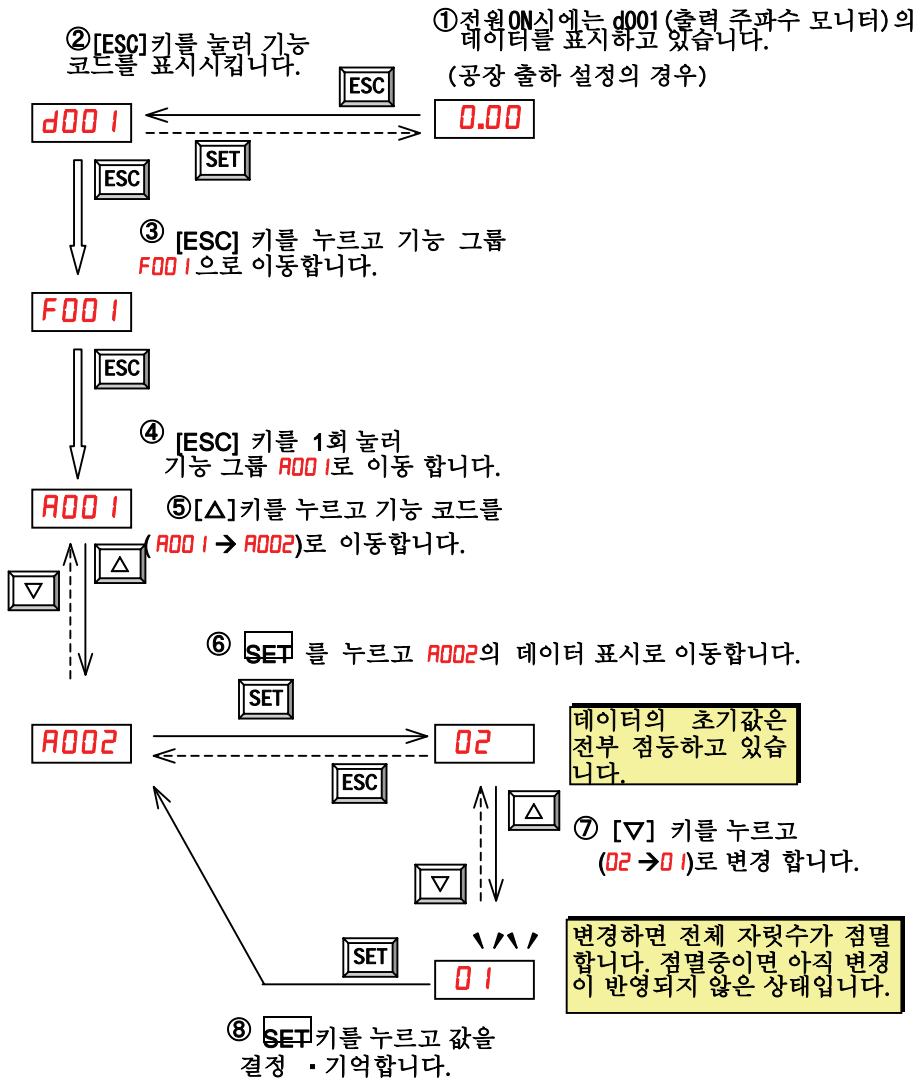 ①전원ON시에는 d001(출력 주파수 모니터)의
데이터를 표시하고 있습니다.
(공장 출하 설정의 경우)
②[ESC]키를 눌러 기능
코드를 표시시킵니다.
ESC
d001
0.00
SET
ESC
③ [ESC] 키를 누르고 기능 그룹
F001으로 이동합니다.
F001
ESC
④ [ESC] 키를 1회 눌러
기능 그룹 A001로 이동 합니다.
A001
⑤[△]키를 누르고 기능 코드를
(A001→A002)로 이동합니다.
△
▽
⑥ SET 를 누르고 A002의 데이터 표시로 이동합니다.
SET
A002
02
ESC
데이터의 초기값은
전부 점등하고 있습
니다.
△
⑦ [▽] 키를 누르고
(02→01)로 변경 합니다.
▽
SET
01
변경하면 전체 자릿수가 점멸
합니다. 점멸중이면 아직 변경
이 반영되지 않은 상태입니다.
⑧ SET키를 누르고 값을
결정 ·기억합니다.